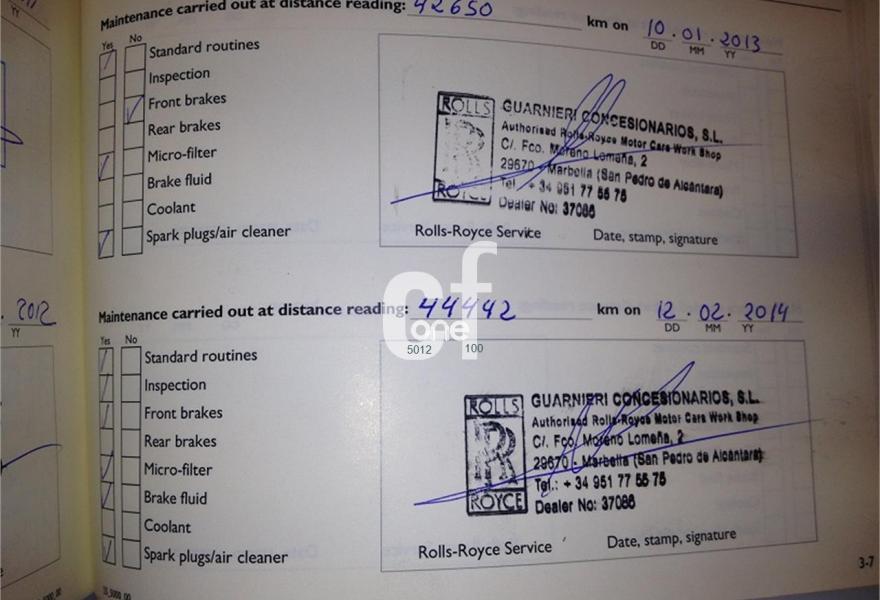 Maintenance carried out at distance reading: 42650 km on 10.01.2013
DD MM YY
Yes No
Standard routines
Inspection
Front brakes
Rear brakes
Micro-filter
Brake fluid
Coolant
Spark plugs/air cleaner
ROLLS
R
ROYCE
GUARNIERI CONCESIONARIOS, S.L.
Authorised Rolls-Royce Motor Cars Work Shop
C/. Fco. Moreno Lomeña, 2
29670 - Marbella (San Pedro de Alcántara)
Tel.: + 34 951 77 55 75
Dealer No: 37086
Rolls-Royce Service Date, stamp, signature
cf
one
5012 100
2012
YY
Maintenance carried out at distance reading: 44442 km on 12.02.2014
DD MM YY
Yes No
Standard routines
Inspection
Front brakes
Rear brakes
Micro-filter
Brake fluid
Coolant
Spark plugs/air cleaner
ROLLS
RR
ROYCE
GUARNIERI CONCESIONARIOS, S.L.
Authorised Rolls-Royce Motor Cars Work Shop
C/. Fco. Moreno Lomeña, 2
29670 - Marbella (San Pedro de Alcántara)
Tel.: + 34 951 77 55 75
Dealer No: 37086
Rolls-Royce Service Date, stamp, signature
3-7